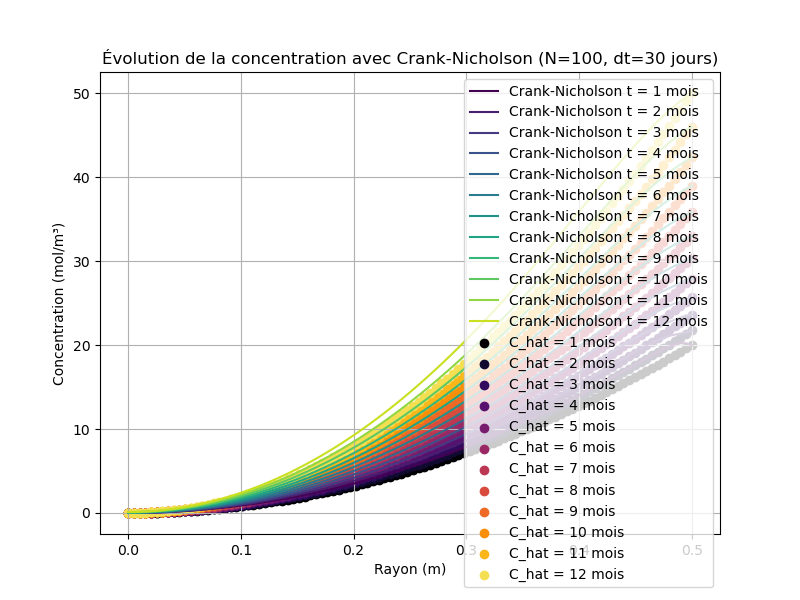 Évolution de la concentration avec Crank-Nicholson (N=100, dt=30 jours)
Concentration (mol/m³)
50
40
30
20
10
0
Crank-Nicholson t = 1 mois
Crank-Nicholson t = 2 mois
Crank-Nicholson t = 3 mois
Crank-Nicholson t = 4 mois
Crank-Nicholson t = 5 mois
Crank-Nicholson t = 6 mois
Crank-Nicholson t = 7 mois
Crank-Nicholson t = 8 mois
Crank-Nicholson t = 9 mois
Crank-Nicholson t = 10 mois
Crank-Nicholson t = 11 mois
Crank-Nicholson t = 12 mois
C_hat = 1 mois
C_hat = 2 mois
C_hat = 3 mois
C_hat = 4 mois
C_hat = 5 mois
C_hat = 6 mois
C_hat = 7 mois
C_hat = 8 mois
C_hat = 9 mois
C_hat = 10 mois
C_hat = 11 mois
C_hat = 12 mois
0.0 0.1 0.2 0.3 0.4 0.5
Rayon (m)